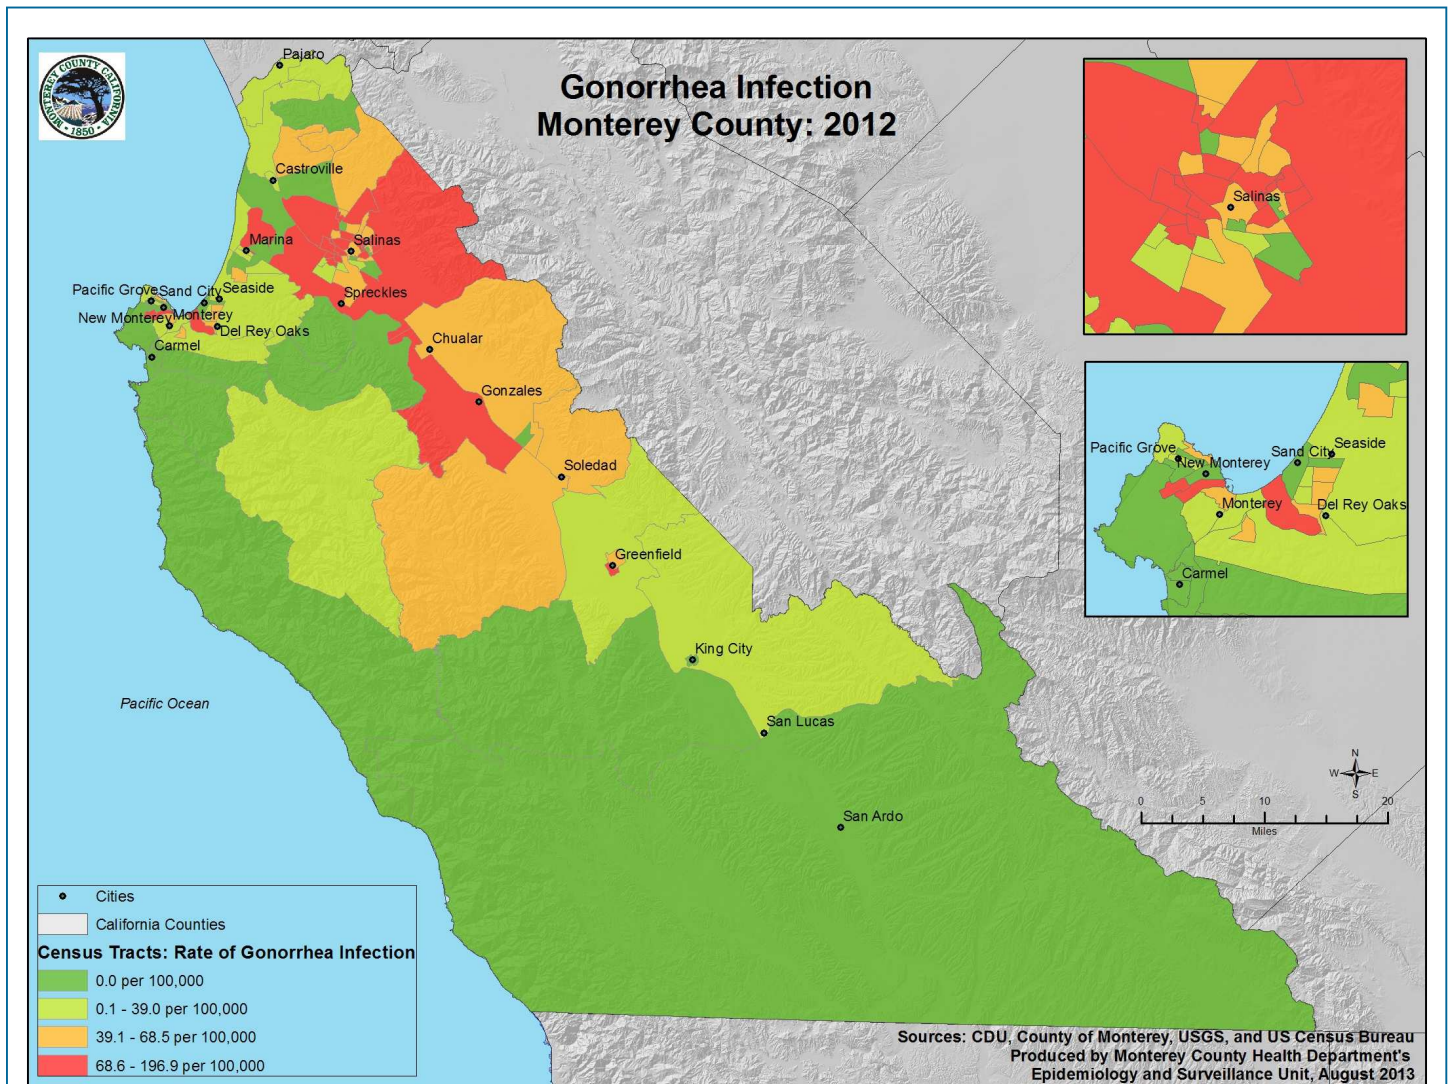 Gonorrhea Infection
Monterey County: 2012
MONTEREY COUNTY CALIFORNIA
• 1850 •
Pajaro
Castroville
Marina
Salinas
Pacific Grove
Sand City
Seaside
Spreckles
New Monterey
Monterey
Del Rey Oaks
Carmel
Chualar
Gonzales
Soledad
Greenfield
King City
San Lucas
San Ardo
Pacific Ocean
Salinas
Pacific Grove
New Monterey
Sand City
Seaside
Monterey
Del Rey Oaks
Carmel
N
W E
S
0 5 10 20
Miles
Cities
California Counties
Census Tracts: Rate of Gonorrhea Infection
0.0 per 100,000
0.1 - 39.0 per 100,000
39.1 - 68.5 per 100,000
68.6 - 196.9 per 100,000
Sources: CDU, County of Monterey, USGS, and US Census Bureau
Produced by Monterey County Health Department's
Epidemiology and Surveillance Unit, August 2013